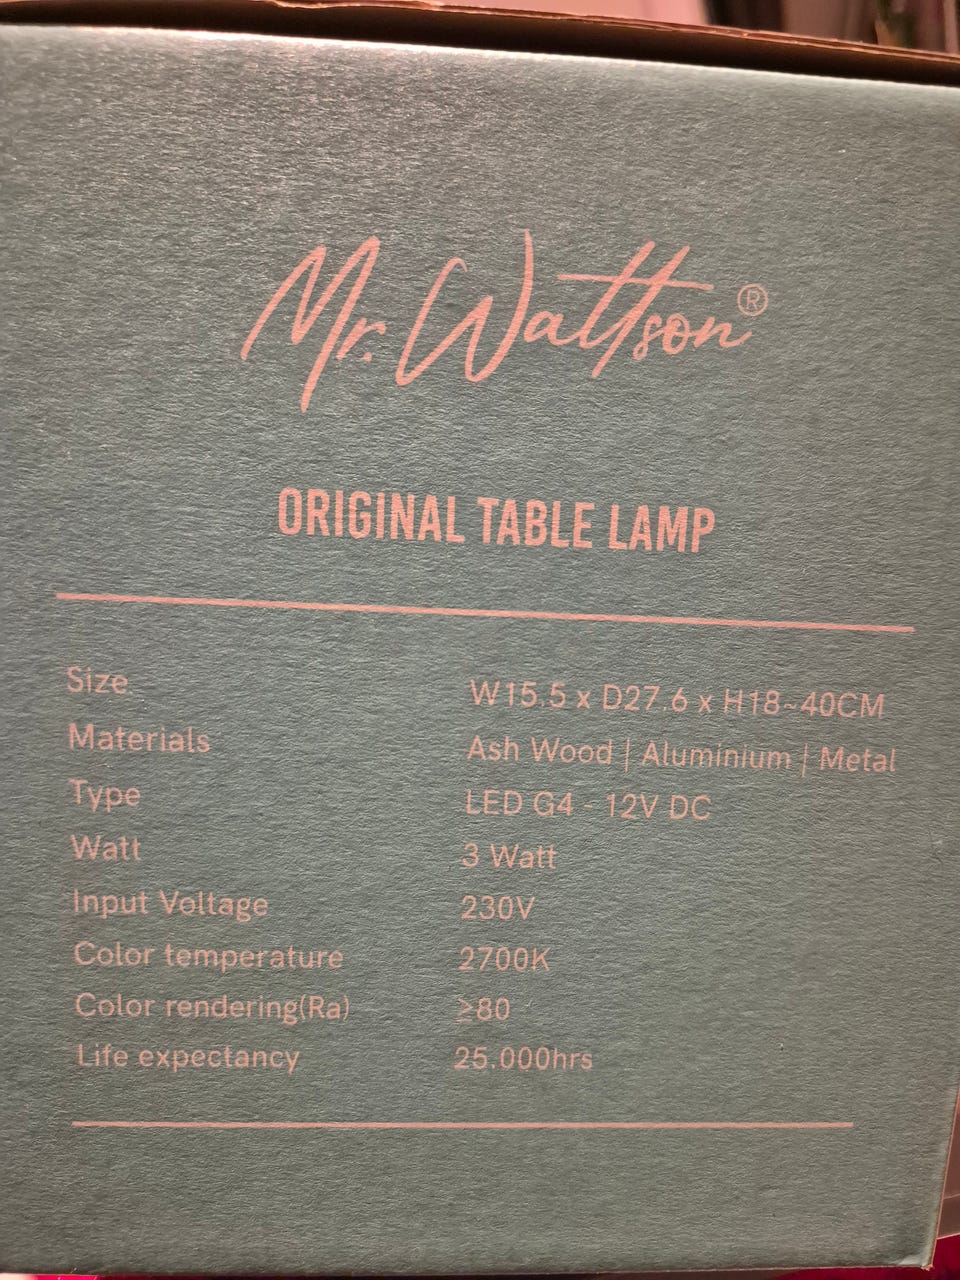 Mr. Wattson®
ORIGINAL TABLE LAMP
Size W15.5 x D27.6 x H18~40CM
Materials Ash Wood | Aluminium | Metal
Type LED G4 - 12V DC
Watt 3 Watt
Input Voltage 230V
Color temperature 2700K
Color rendering(Ra) ≥80
Life expectancy 25.000hrs